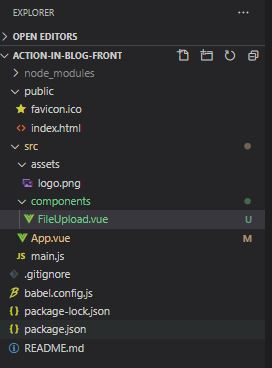 EXPLORER
OPEN EDITORS
ACTION-IN-BLOG-FRONT
node_modules
public
favicon.ico
index.html
src
assets
logo.png
components
FileUpload.vue U
App.vue M
JS main.js
.gitignore
babel.config.js
{} package-lock.json
{} package.json
README.md